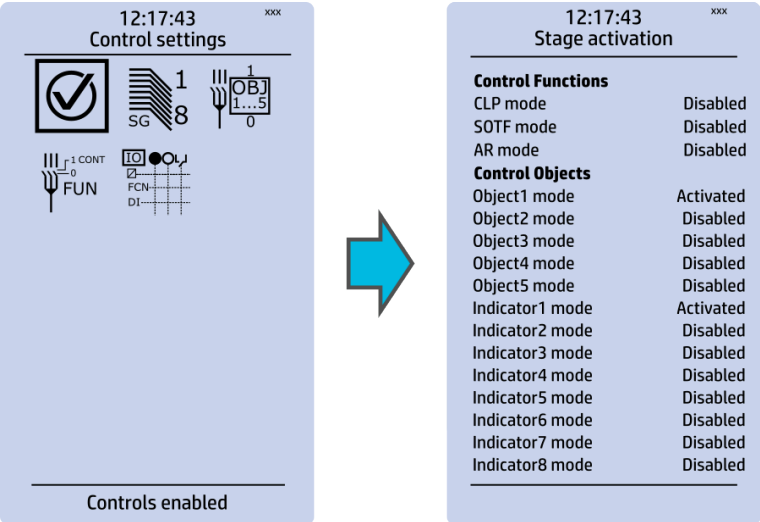 12:17:43 xxx
Control settings
1
SG 8
1
OBJ
1...5
0
1 CONT
0
FUN
IO
FCN
DI
Controls enabled
12:17:43 xxx
Stage activation
Control Functions
CLP mode Disabled
SOTF mode Disabled
AR mode Disabled
Control Objects
Object1 mode Activated
Object2 mode Disabled
Object3 mode Disabled
Object4 mode Disabled
Object5 mode Disabled
Indicator1 mode Activated
Indicator2 mode Disabled
Indicator3 mode Disabled
Indicator4 mode Disabled
Indicator5 mode Disabled
Indicator6 mode Disabled
Indicator7 mode Disabled
Indicator8 mode Disabled